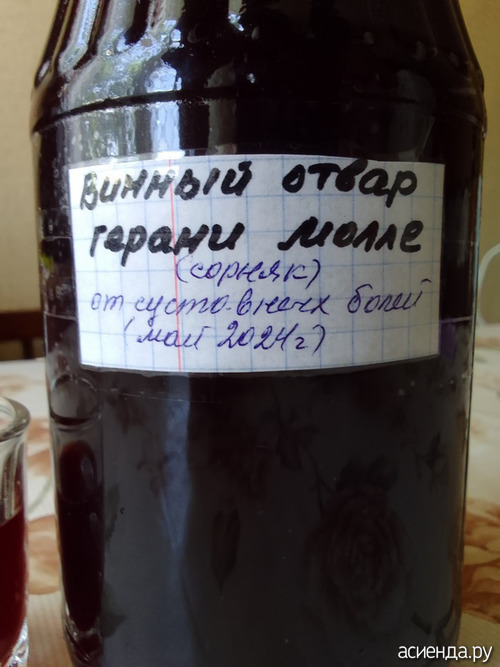 Винный отвар
герани молле
(сорняк)
от суставных болей
(май 2024г)
асиенда.ру